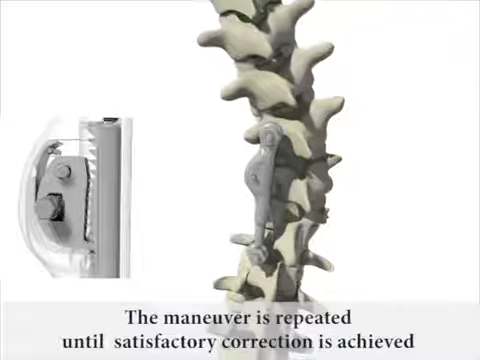 The maneuver is repeated
until satisfactory correction is achieved